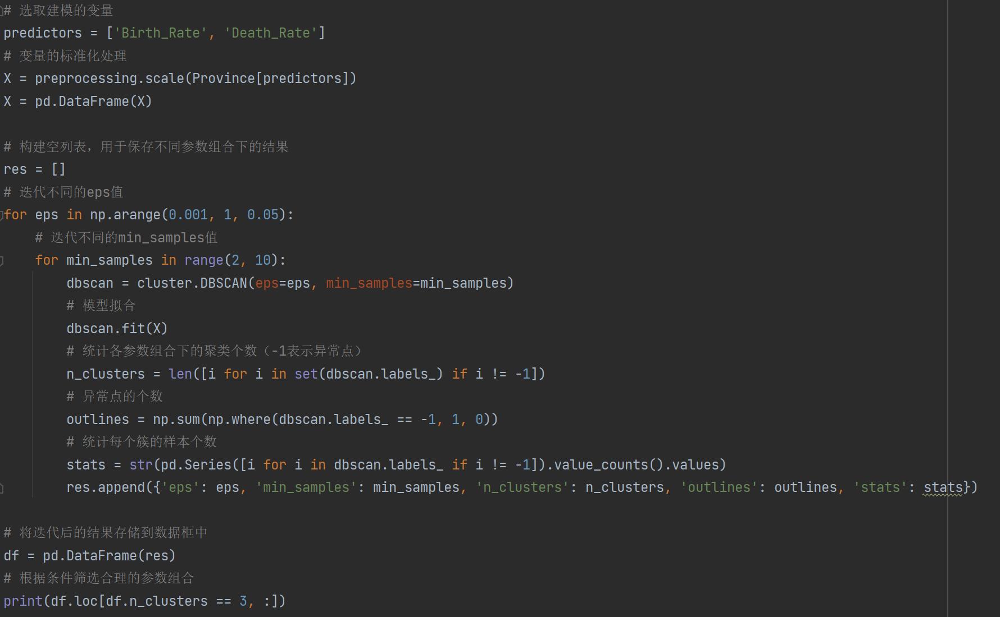 # 选取建模的变量
predictors = ['Birth_Rate', 'Death_Rate']
# 变量的标准化处理
X = preprocessing.scale(Province[predictors])
X = pd.DataFrame(X)
# 构建空列表，用于保存不同参数组合下的结果
res = []
# 迭代不同的eps值
for eps in np.arange(0.001, 1, 0.05):
    # 迭代不同的min_samples值
    for min_samples in range(2, 10):
        dbscan = cluster.DBSCAN(eps=eps, min_samples=min_samples)
        # 模型拟合
        dbscan.fit(X)
        # 统计各参数组合下的聚类个数（-1表示异常点）
        n_clusters = len([i for i in set(dbscan.labels_) if i != -1])
        # 异常点的个数
        outlines = np.sum(np.where(dbscan.labels_ == -1, 1, 0))
        # 统计每个簇的样本个数
        stats = str(pd.Series([i for i in dbscan.labels_ if i != -1]).value_counts().values)
        res.append({'eps': eps, 'min_samples': min_samples, 'n_clusters': n_clusters, 'outlines': outlines, 'stats': stats})
# 将迭代后的结果存储到数据框中
df = pd.DataFrame(res)
# 根据条件筛选合理的参数组合
print(df.loc[df.n_clusters == 3, :])